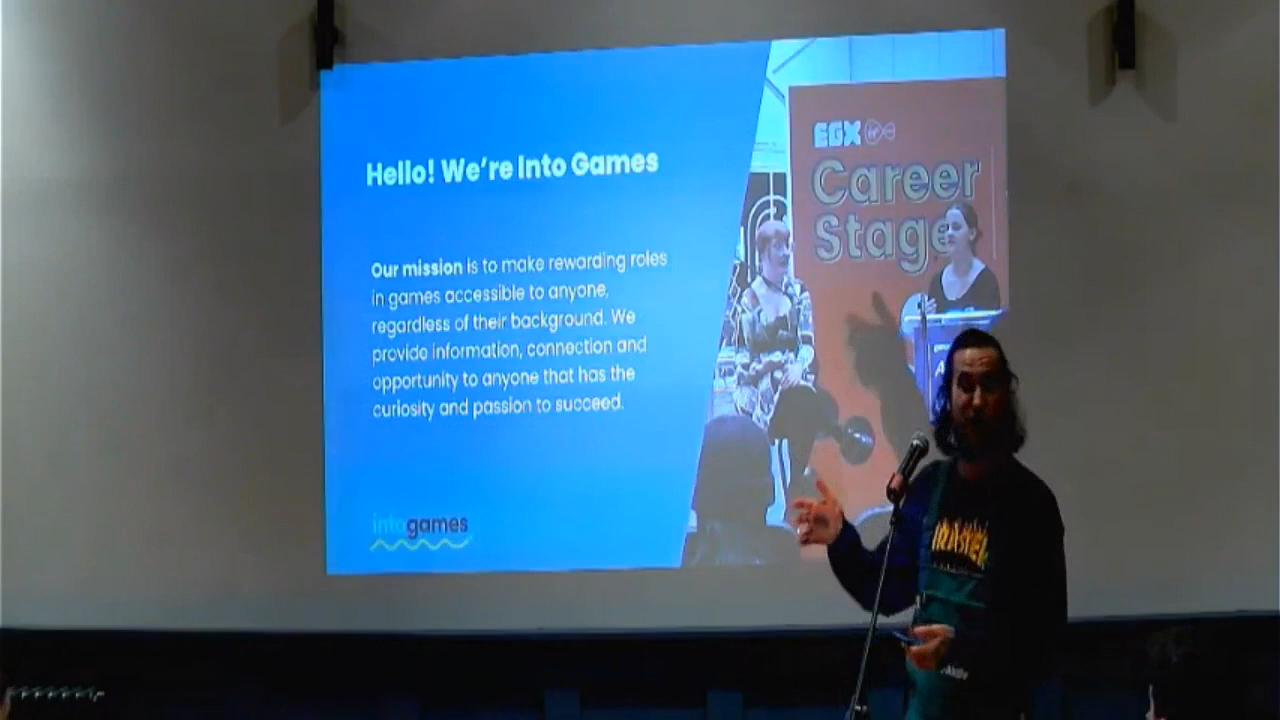 Hello! We're Into Games
Our mission is to make rewarding roles
in games accessible to anyone,
regardless of their background. We
provide information, connection and
opportunity to anyone that has the
curiosity and passion to succeed.
intogames
EGX
Career
Stage